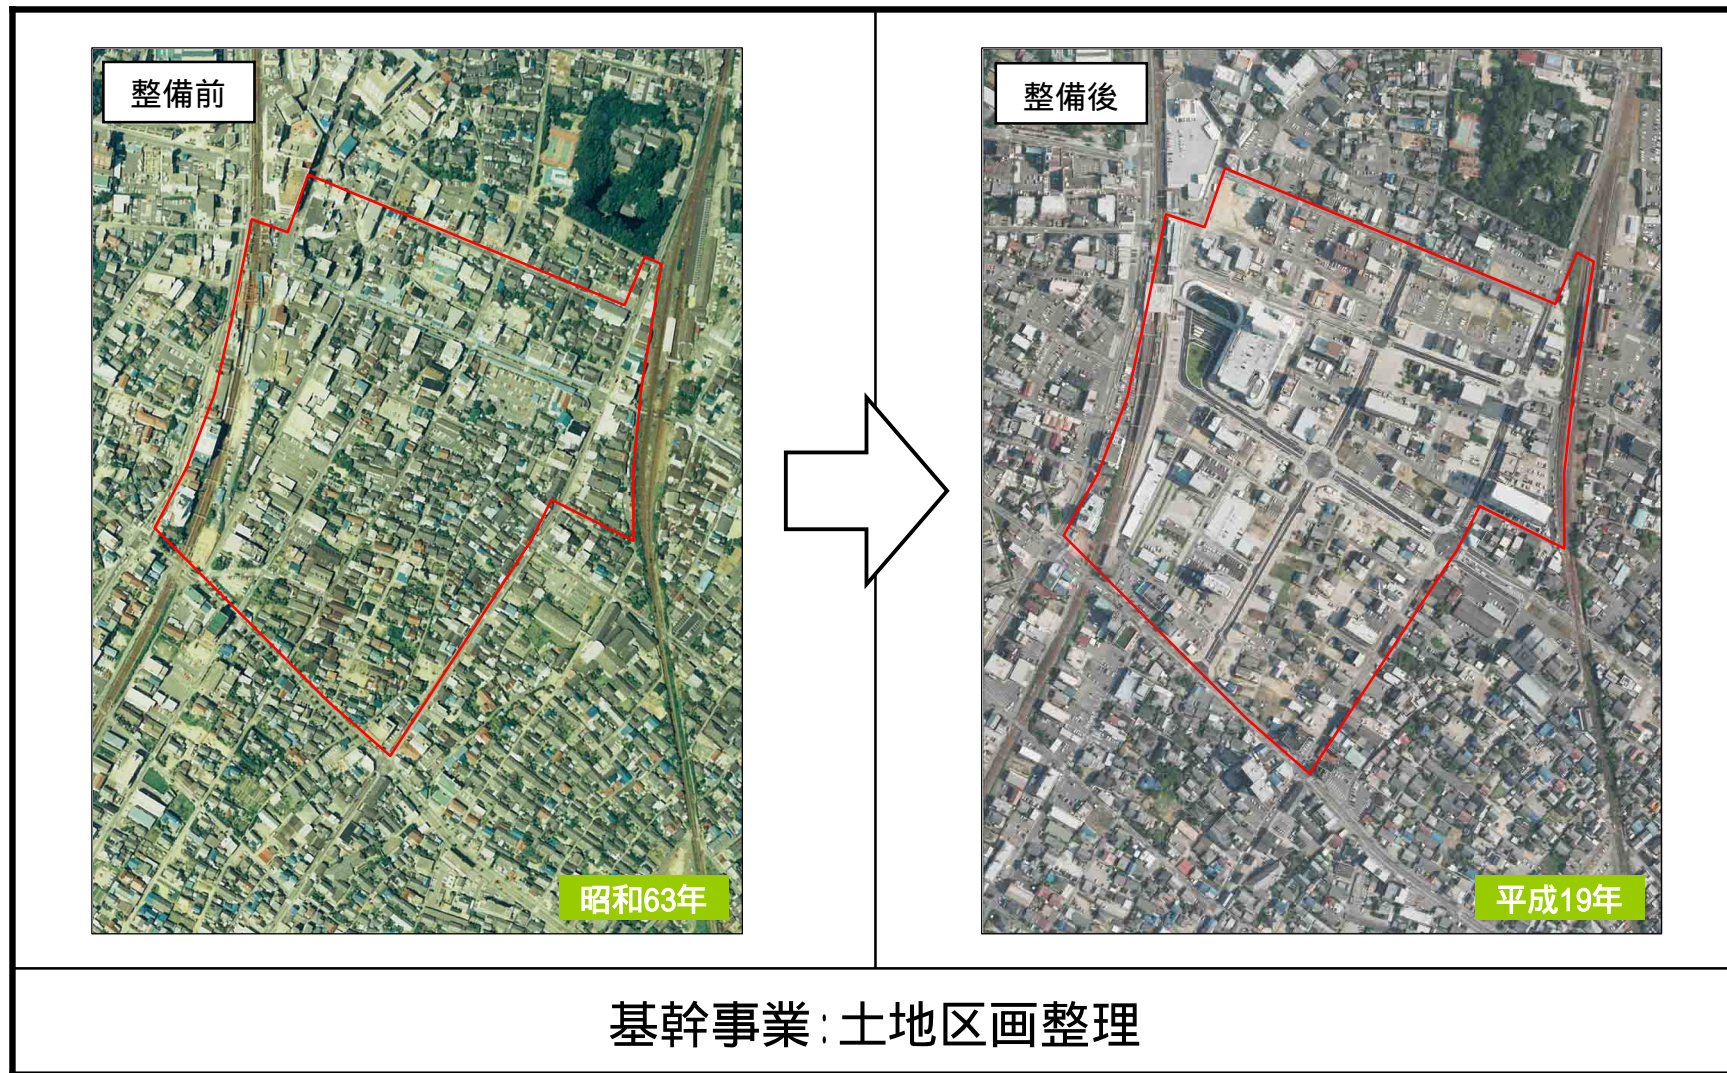 整備前
整備後
昭和63年
平成19年
基幹事業：土地区画整理